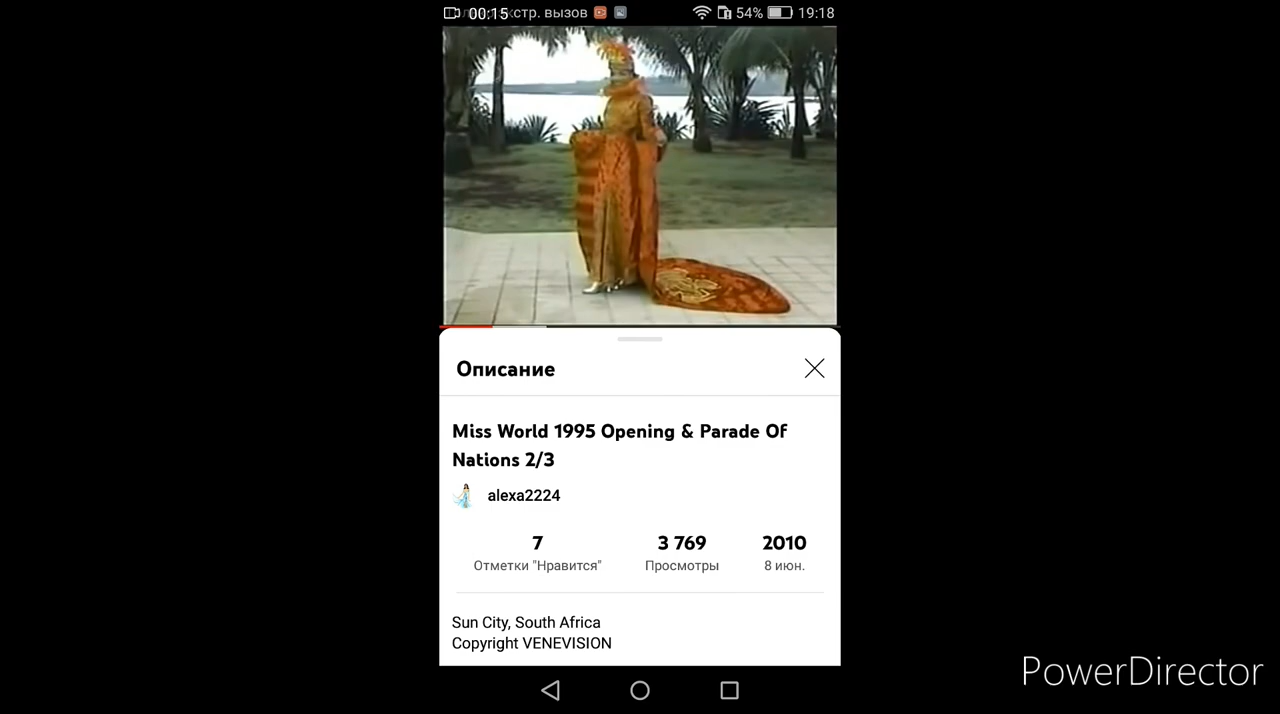 00:15 стр. вызов 54% 19:18
Описание
Miss World 1995 Opening & Parade Of
Nations 2/3
alexa2224
7 3 769 2010
Отметки "Нравится" Просмотры 8 июн.
Sun City, South Africa
Copyright VENEVISION
PowerDirector